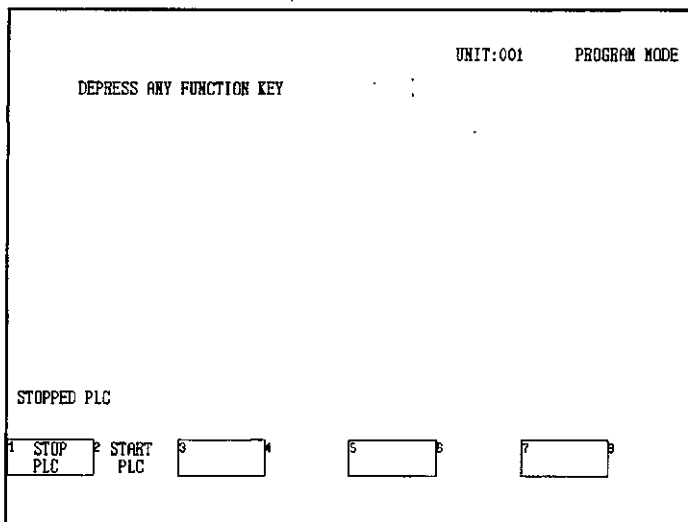 UNIT:001 PROGRAM MODE
DEPRESS ANY FUNCTION KEY
STOPPED PLC
1 STOP 2 START 3 4 5 6 7 8
PLC PLC